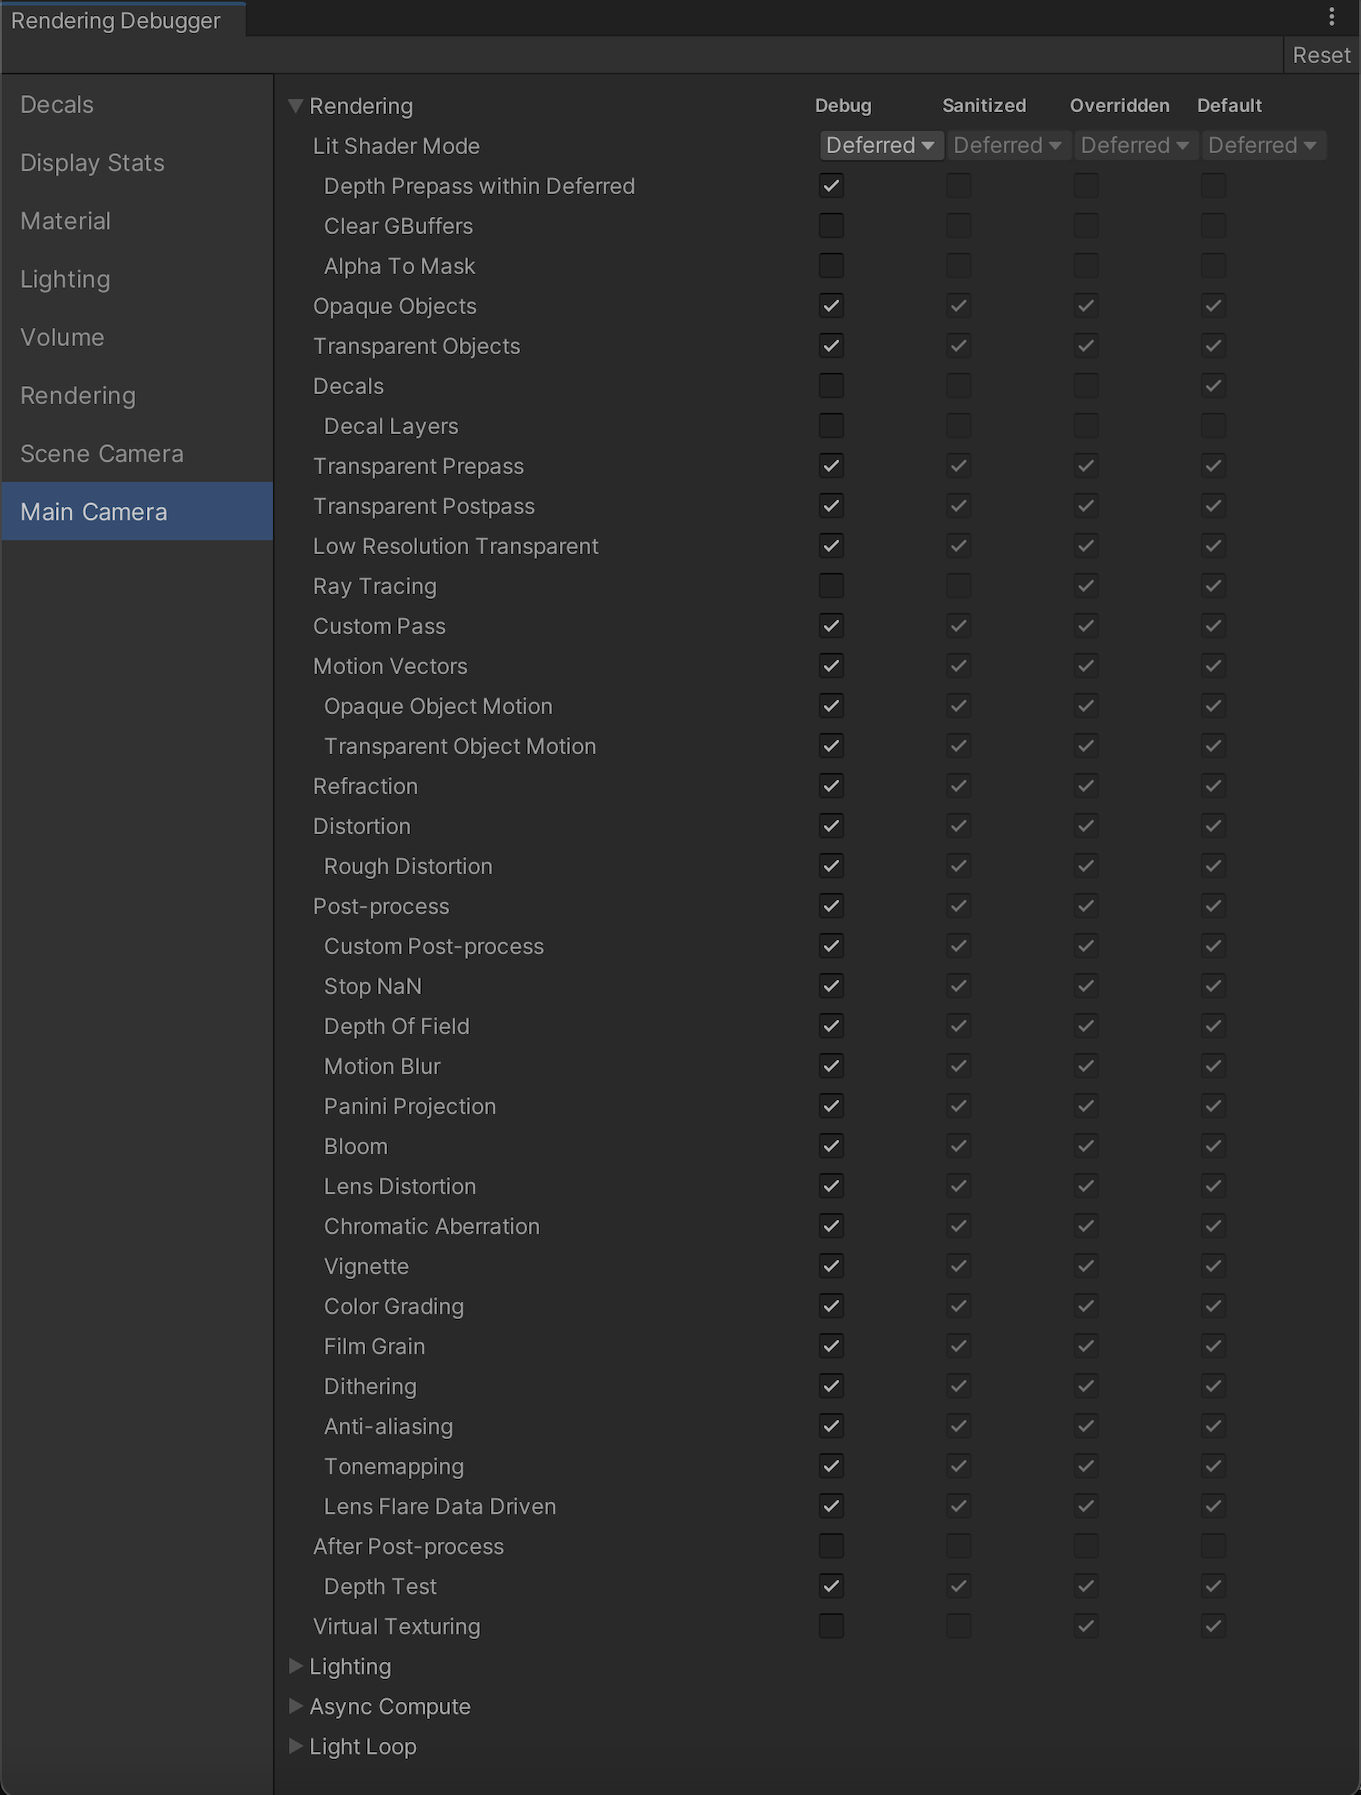 Rendering Debugger
Reset
Decals
Display Stats
Material
Lighting
Volume
Rendering
Scene Camera
Main Camera
Rendering Debug Sanitized Overridden Default
Lit Shader Mode Deferred Deferred Deferred Deferred
Depth Prepass within Deferred
Clear GBuffers
Alpha To Mask
Opaque Objects
Transparent Objects
Decals
Decal Layers
Transparent Prepass
Transparent Postpass
Low Resolution Transparent
Ray Tracing
Custom Pass
Motion Vectors
Opaque Object Motion
Transparent Object Motion
Refraction
Distortion
Rough Distortion
Post-process
Custom Post-process
Stop NaN
Depth Of Field
Motion Blur
Panini Projection
Bloom
Lens Distortion
Chromatic Aberration
Vignette
Color Grading
Film Grain
Dithering
Anti-aliasing
Tonemapping
Lens Flare Data Driven
After Post-process
Depth Test
Virtual Texturing
Lighting
Async Compute
Light Loop